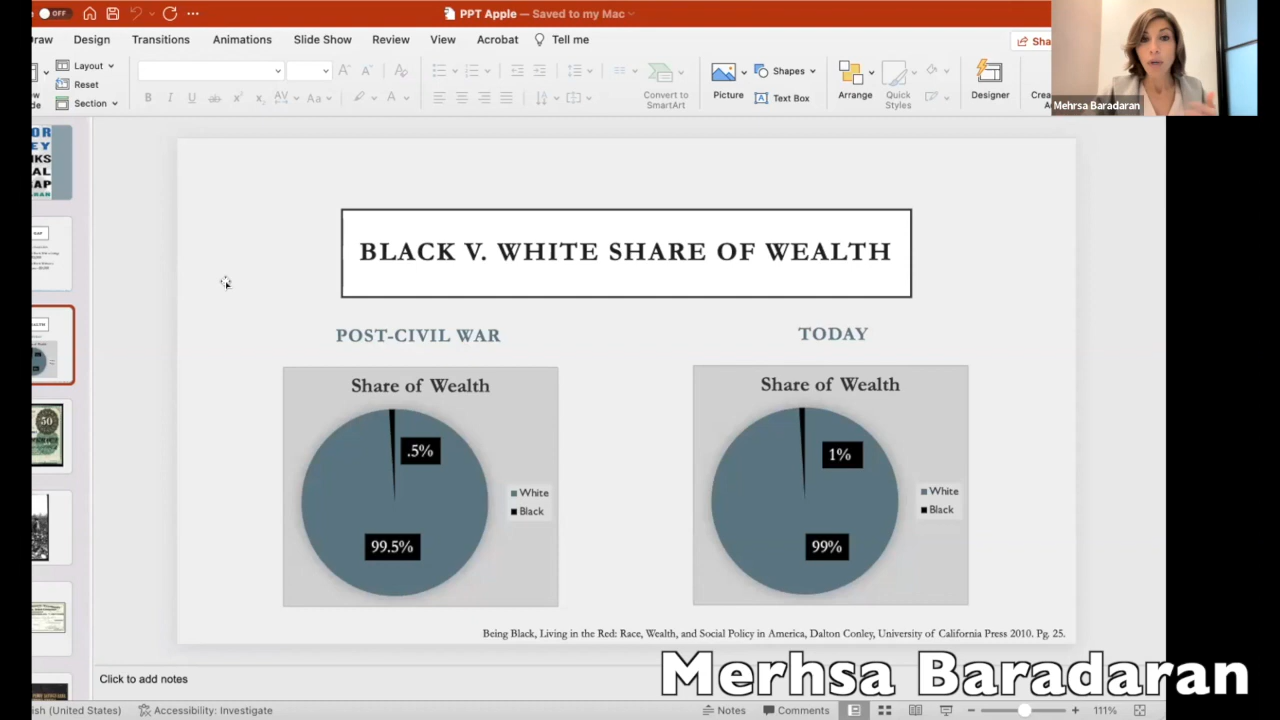 OFF
PPT Apple — Saved to my Mac
Design Transitions Animations Slide Show Review View Acrobat Tell me
Layout
Reset
Section
Convert to
SmartArt
Picture
Shapes
Text Box
Arrange
Quick
Styles
Designer
Mehrsa Baradaran
BLACK V. WHITE SHARE OF WEALTH
POST-CIVIL WAR
TODAY
Share of Wealth
.5%
99.5%
White
Black
Share of Wealth
1%
99%
White
Black
Being Black, Living in the Red: Race, Wealth, and Social Policy in America, Dalton Conley, University of California Press 2010. Pg. 25.
Merhsa Baradaran
Click to add notes
(United States) Accessibility: Investigate Notes Comments 111%